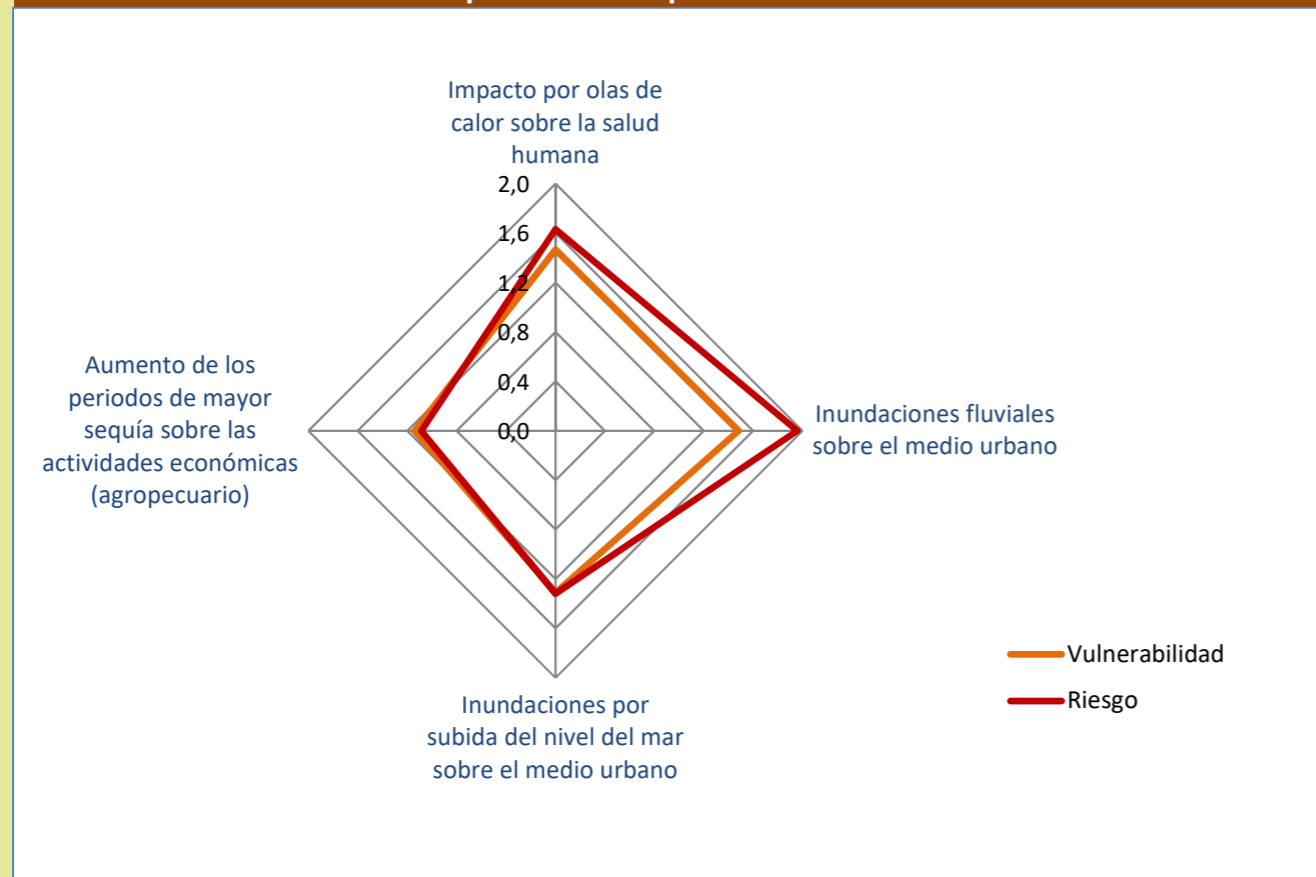 Impacto por olas de
calor sobre la salud
humana
2,0
1,6
1,2
0,8
0,4
0,0
Aumento de los
periodos de mayor
sequía sobre las
actividades económicas
(agropecuario)
Inundaciones fluviales
sobre el medio urbano
Inundaciones por
subida del nivel del mar
sobre el medio urbano
Vulnerabilidad
Riesgo